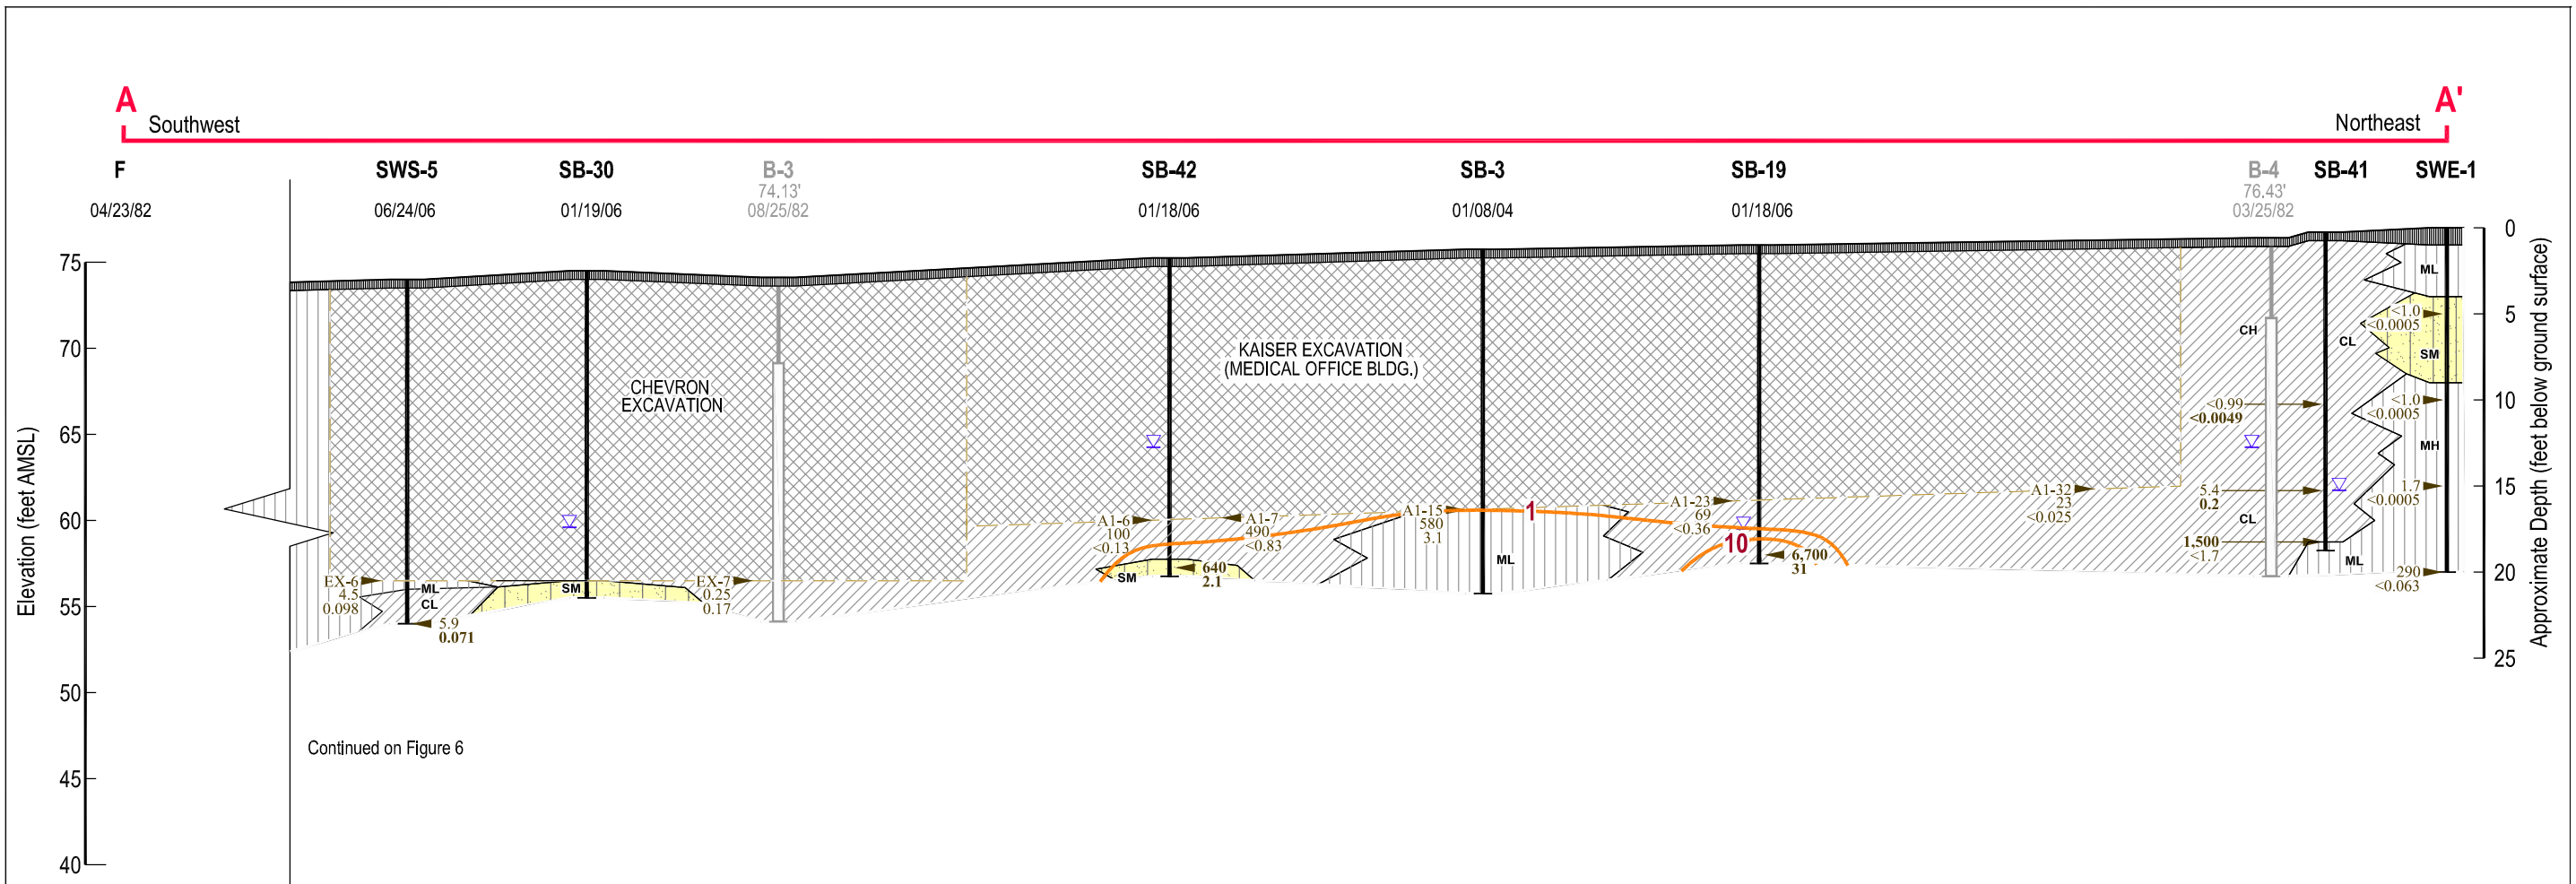 A
A'
Southwest
Northeast
F
SWS-5
SB-30
B-3
SB-42
SB-3
SB-19
B-4
SB-41
SWE-1
74.13'
76.43'
04/23/82
06/24/06
01/19/06
08/25/82
01/18/06
01/08/04
01/18/06
03/25/82
Elevation (feet AMSL)
75
70
65
60
55
50
45
40
CHEVRON
EXCAVATION
KAISER EXCAVATION
(MEDICAL OFFICE BLDG.)
EX-6
4.5
0.098
ML
CL
5.9
0.071
SM
EX-7
0.25
0.17
A1-6
100
<0.13
SM
640
2.1
A1-7
490
<0.83
A1-15
580
3.1
1
ML
A1-23
69
<0.36
10
6,700
31
A1-32
23
<0.025
CH
CL
<0.99
<0.0049
5.4
0.2
CL
1,500
<1.7
ML
ML
<1.0
<0.0005
SM
<1.0
<0.0005
MH
1.7
<0.0005
290
<0.063
0
5
10
15
20
25
Approximate Depth (feet below ground surface)
Continued on Figure 6